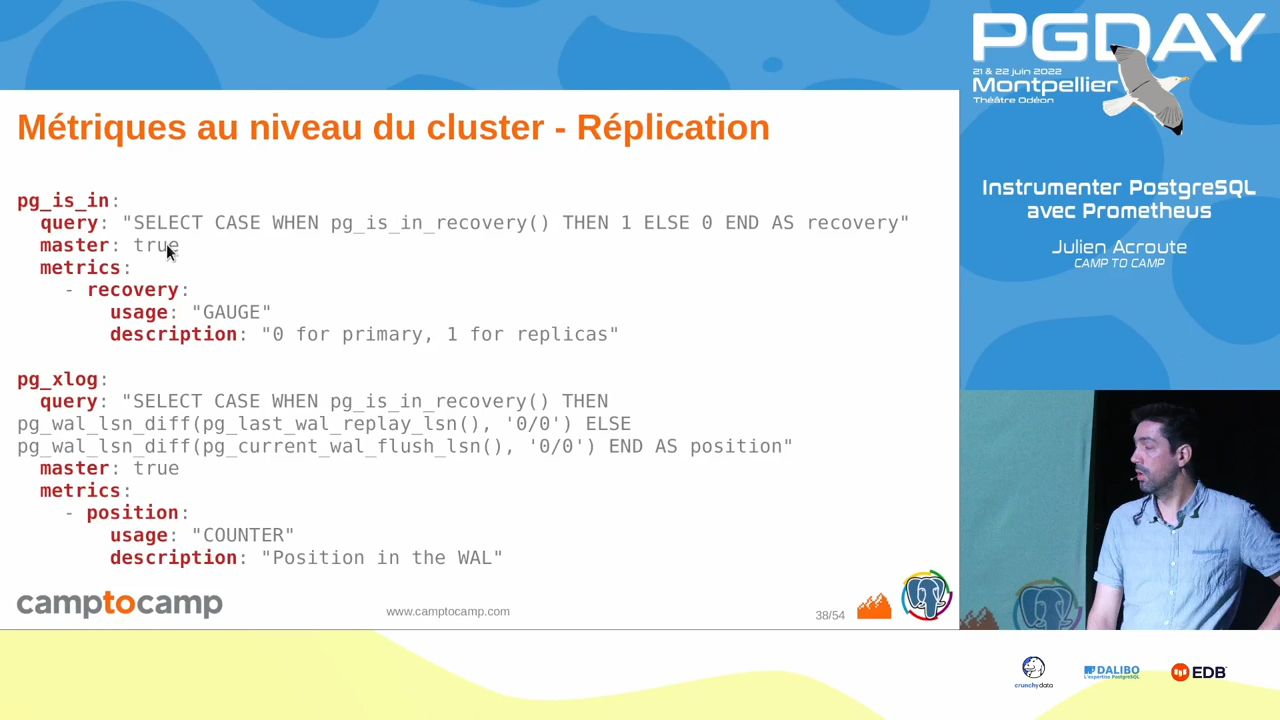 Métriques au niveau du cluster - Réplication
pg_is_in:
query: "SELECT CASE WHEN pg_is_in_recovery() THEN 1 ELSE 0 END AS recovery"
master: true
metrics:
- recovery:
usage: "GAUGE"
description: "0 for primary, 1 for replicas"
pg_xlog:
query: "SELECT CASE WHEN pg_is_in_recovery() THEN
pg_wal_lsn_diff(pg_last_wal_replay_lsn(), '0/0') ELSE
pg_wal_lsn_diff(pg_current_wal_flush_lsn(), '0/0') END AS position"
master: true
metrics:
- position:
usage: "COUNTER"
description: "Position in the WAL"
camptocamp
www.camptocamp.com
38/54
PGDAY
21 & 22 juin 2022
Montpellier
Théâtre Odéon
Instrumenter PostgreSQL
avec Prometheus
Julien Acroute
CAMP TO CAMP
crunchydata
DALIBO
L'expertise PostgreSQL
EDB